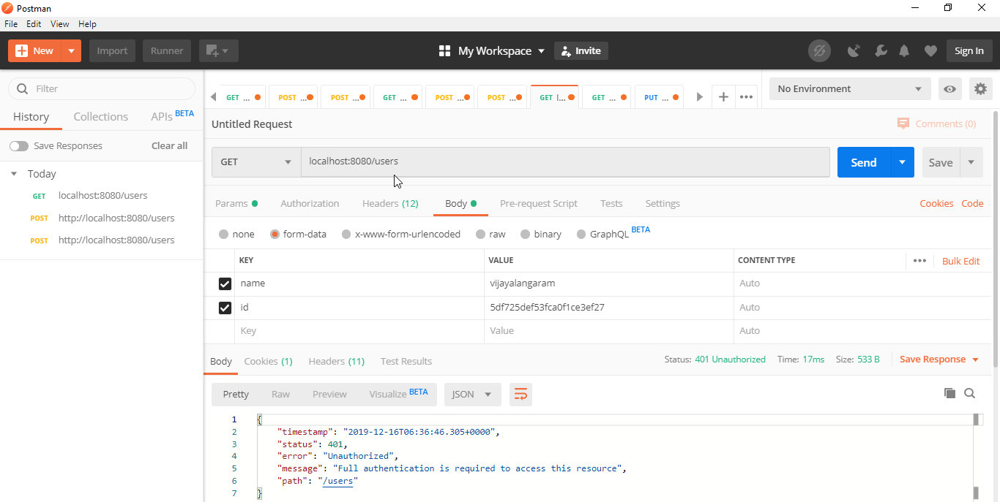 Postman
File Edit View Help
New Import Runner My Workspace Invite Sign In
Filter
History Collections APIs BETA
Save Responses Clear all
Today
GET localhost:8080/users
POST http://localhost:8080/users
POST http://localhost:8080/users
GET ... POST ... POST ... GET ... POST ... POST ... GET l... GET ... PUT ... No Environment
Untitled Request Comments (0)
GET localhost:8080/users Send Save
Params Authorization Headers (12) Body Pre-request Script Tests Settings Cookies Code
none form-data x-www-form-urlencoded raw binary GraphQL BETA
KEY VALUE CONTENT TYPE ••• Bulk Edit
name vijayalangaram Auto
id 5df725def53fca0f1ce3ef27 Auto
Key Value Auto
Body Cookies (1) Headers (11) Test Results Status: 401 Unauthorized Time: 17ms Size: 533 B Save Response
Pretty Raw Preview Visualize BETA JSON
1 {
2 "timestamp": "2019-12-16T06:36:46.305+0000",
3 "status": 401,
4 "error": "Unauthorized",
5 "message": "Full authentication is required to access this resource",
6 "path": "/users"
7 }